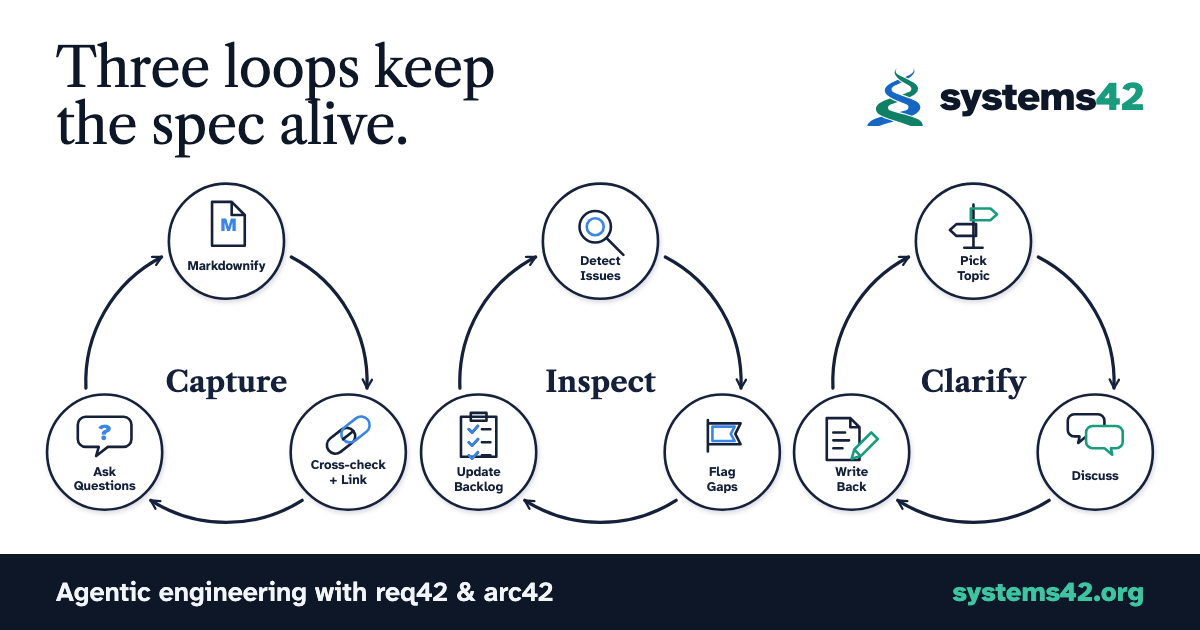 Three loops keep
the spec alive.
systems42
M
Markdownify
Capture
?
Ask
Questions
Cross-check
+ Link
Detect
Issues
Inspect
Update
Backlog
Flag
Gaps
Pick
Topic
Clarify
Write
Back
Discuss
Agentic engineering with req42 & arc42
systems42.org